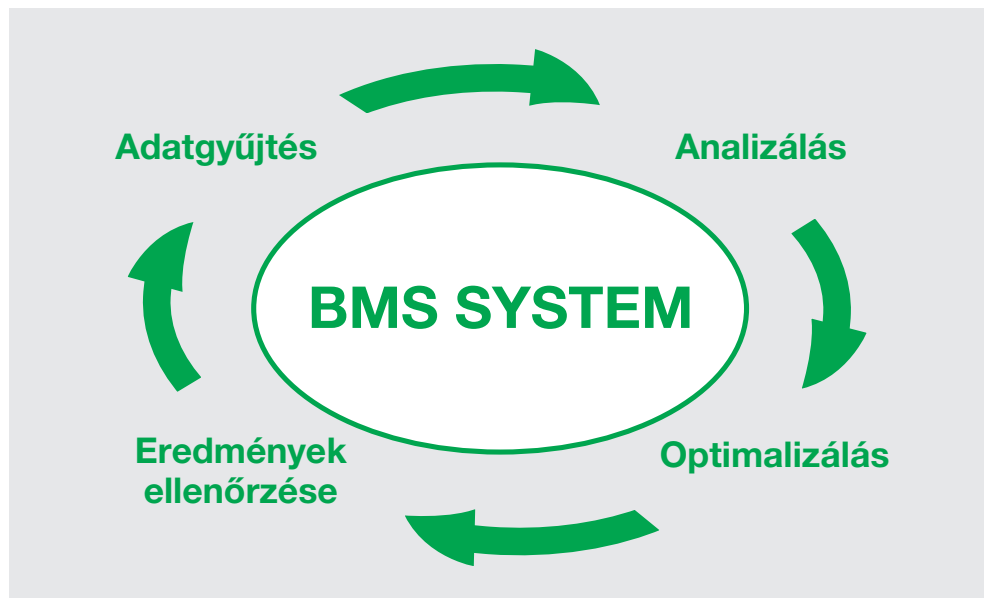 Adatgyűjtés
Analizálás
BMS SYSTEM
Eredmények
ellenőrzése
Optimalizálás